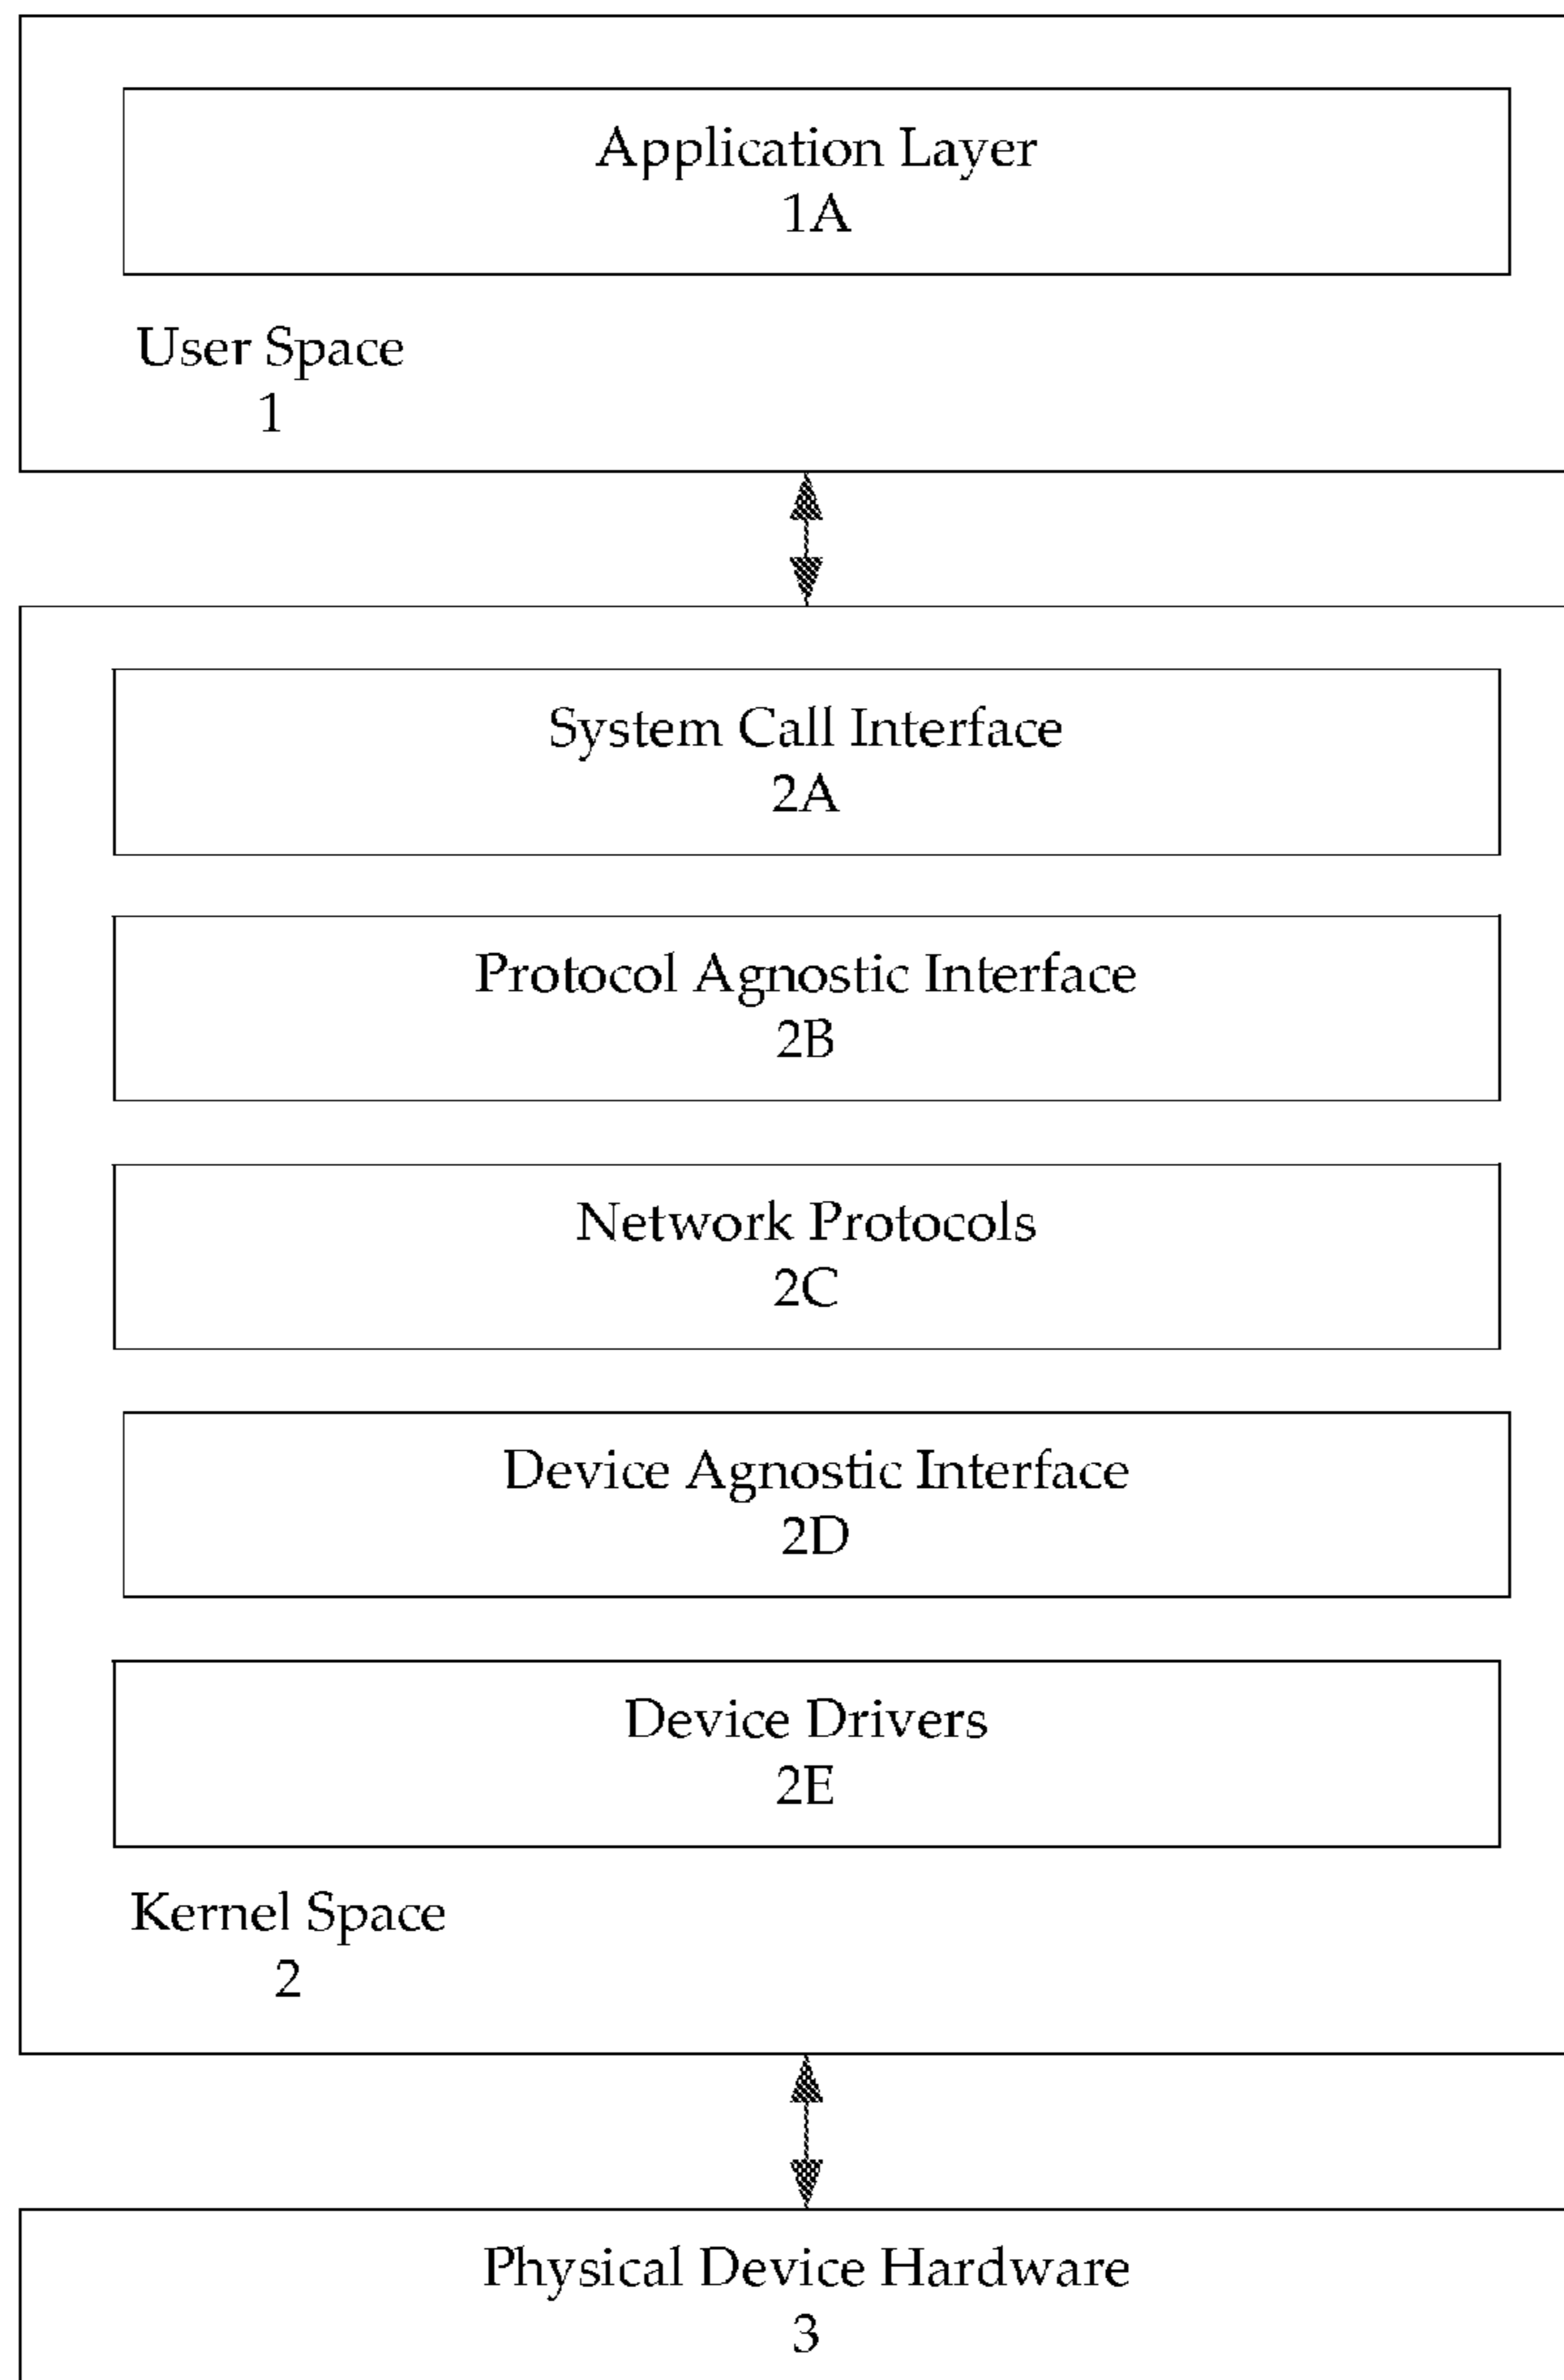 Application Layer
1A
User Space
1
System Call Interface
2A
Protocol Agnostic Interface
2B
Network Protocols
2C
Device Agnostic Interface
2D
Device Drivers
2E
Kernel Space
2
Physical Device Hardware
3